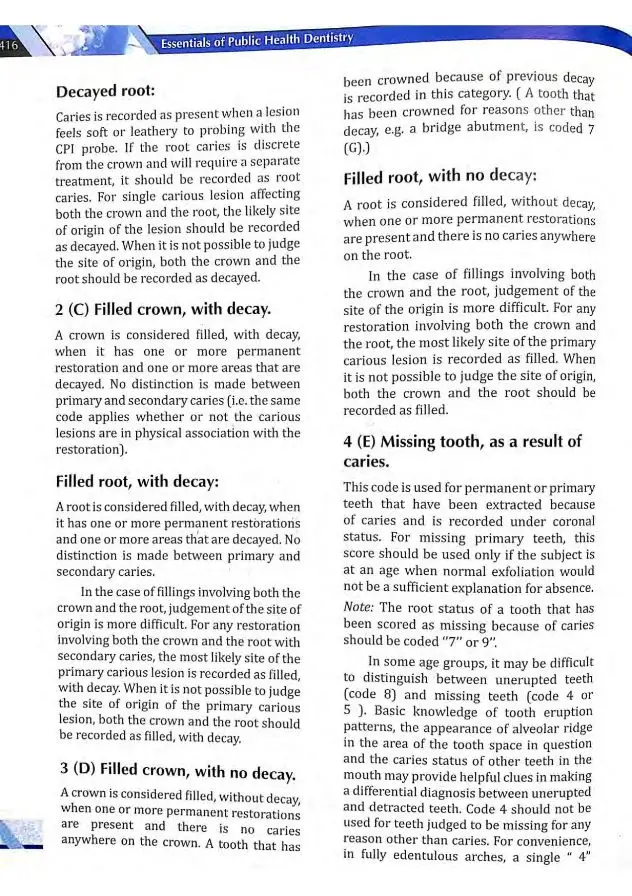 416
Essentials of Public Health Dentistry
Decayed root:
Caries is recorded as present when a lesion
feels soft or leathery to probing with the
CPI probe. If the root caries is discrete
from the crown and will require a separate
treatment, it should be recorded as root
caries. For single carious lesion affecting
both the crown and the root, the likely site
of origin of the lesion should be recorded
as decayed. When it is not possible to judge
the site of origin, both the crown and the
root should be recorded as decayed.
2 (C) Filled crown, with decay.
A crown is considered filled, with decay,
when it has one or more permanent
restoration and one or more areas that are
decayed. No distinction is made between
primary and secondary caries (i.e. the same
code applies whether or not the carious
lesions are in physical association with the
restoration).
Filled root, with decay:
A root is considered filled, with decay, when
it has one or more permanent restorations
and one or more areas that are decayed. No
distinction is made between primary and
secondary caries.
In the case of fillings involving both the
crown and the root, judgement of the site of
origin is more difficult. For any restoration
involving both the crown and the root with
secondary caries, the most likely site of the
primary carious lesion is recorded as filled,
with decay. When it is not possible to judge
the site of origin of the primary carious
lesion, both the crown and the root should
be recorded as filled, with decay.
3 (D) Filled crown, with no decay.
A crown is considered filled, without decay,
when one or more permanent restorations
are present and there is no caries
anywhere on the crown. A tooth that has
been crowned because of previous decay
is recorded in this category. ( A tooth that
has been crowned for reasons other than
decay, e.g. a bridge abutment, is coded 7
(G).)
Filled root, with no decay:
A root is considered filled, without decay,
when one or more permanent restorations
are present and there is no caries anywhere
on the root.
In the case of fillings involving both
the crown and the root, judgement of the
site of the origin is more difficult. For any
restoration involving both the crown and
the root, the most likely site of the primary
carious lesion is recorded as filled. When
it is not possible to judge the site of origin,
both the crown and the root should be
recorded as filled.
4 (E) Missing tooth, as a result of
caries.
This code is used for permanent or primary
teeth that have been extracted because
of caries and is recorded under coronal
status. For missing primary teeth, this
score should be used only if the subject is
at an age when normal exfoliation would
not be a sufficient explanation for absence.
Note: The root status of a tooth that has
been scored as missing because of caries
should be coded "7" or 9".
In some age groups, it may be difficult
to distinguish between unerupted teeth
(code 8) and missing teeth (code 4 or
5 ). Basic knowledge of tooth eruption
patterns, the appearance of alveolar ridge
in the area of the tooth space in question
and the caries status of other teeth in the
mouth may provide helpful clues in making
a differential diagnosis between unerupted
and detracted teeth. Code 4 should not be
used for teeth judged to be missing for any
reason other than caries. For convenience,
in fully edentulous arches, a single " 4"